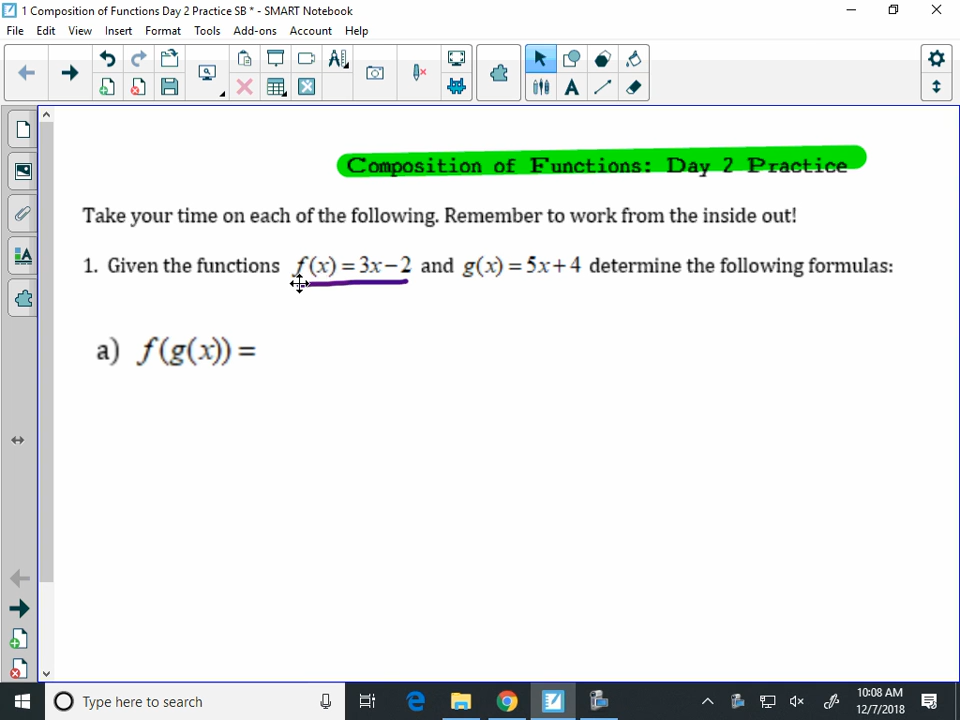 1 Composition of Functions Day 2 Practice SB * - SMART Notebook
File Edit View Insert Format Tools Add-ons Account Help
Composition of Functions: Day 2 Practice
Take your time on each of the following. Remember to work from the inside out!
1. Given the functions f(x) = 3x − 2 and g(x) = 5x + 4 determine the following formulas:
a) f(g(x)) =
Type here to search
10:08 AM
12/7/2018